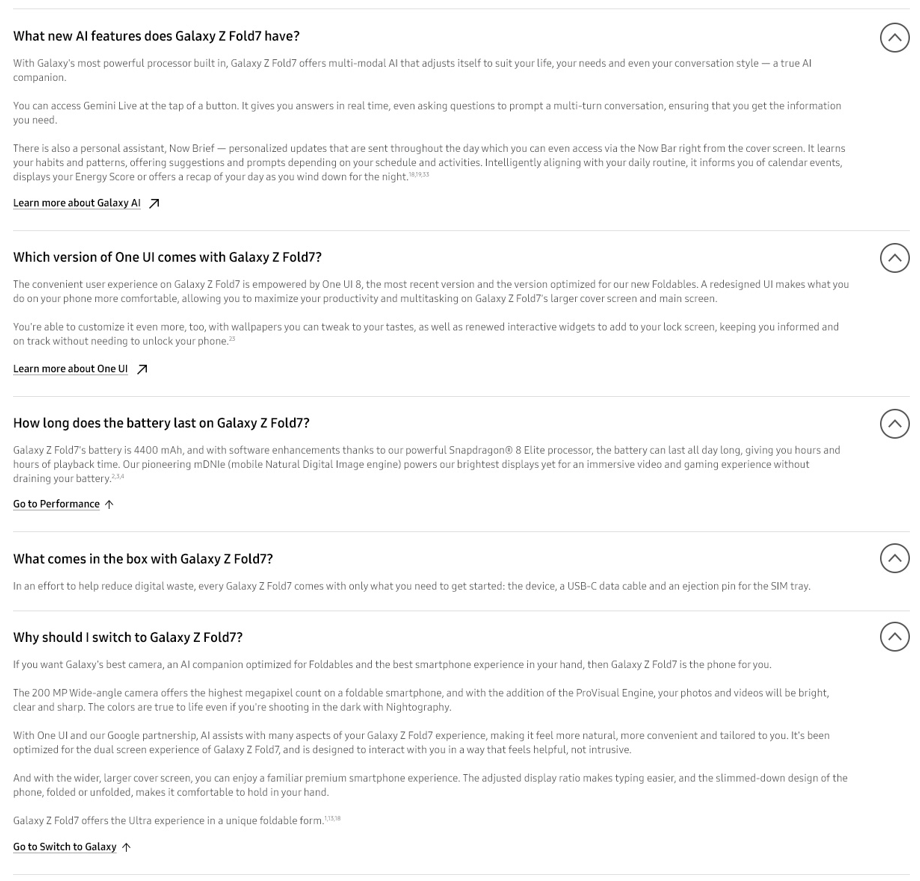 What new AI features does Galaxy Z Fold7 have?
With Galaxy's most powerful processor built in, Galaxy Z Fold7 offers multi-modal AI that adjusts itself to suit your life, your needs and even your conversation style — a true AI
companion.
You can access Gemini Live at the tap of a button. It gives you answers in real time, even asking questions to prompt a multi-turn conversation, ensuring that you get the information
you need.
There is also a personal assistant, Now Brief — personalized updates that are sent throughout the day which you can even access via the Now Bar right from the cover screen. It learns
your habits and patterns, offering suggestions and prompts depending on your schedule and activities. Intelligently aligning with your daily routine, it informs you of calendar events,
displays your Energy Score or offers a recap of your day as you wind down for the night.18,19,33
Learn more about Galaxy AI
Which version of One UI comes with Galaxy Z Fold7?
The convenient user experience on Galaxy Z Fold7 is empowered by One UI 8, the most recent version and the version optimized for our new Foldables. A redesigned UI makes what you
do on your phone more comfortable, allowing you to maximize your productivity and multitasking on Galaxy Z Fold7's larger cover screen and main screen.
You're able to customize it even more, too, with wallpapers you can tweak to your tastes, as well as renewed interactive widgets to add to your lock screen, keeping you informed and
on track without needing to unlock your phone.23
Learn more about One UI
How long does the battery last on Galaxy Z Fold7?
Galaxy Z Fold7's battery is 4400 mAh, and with software enhancements thanks to our powerful Snapdragon® 8 Elite processor, the battery can last all day long, giving you hours and
hours of playback time. Our pioneering mDNIe (mobile Natural Digital Image engine) powers our brightest displays yet for an immersive video and gaming experience without
draining your battery.2,3,4
Go to Performance
What comes in the box with Galaxy Z Fold7?
In an effort to help reduce digital waste, every Galaxy Z Fold7 comes with only what you need to get started: the device, a USB-C data cable and an ejection pin for the SIM tray.
Why should I switch to Galaxy Z Fold7?
If you want Galaxy's best camera, an AI companion optimized for Foldables and the best smartphone experience in your hand, then Galaxy Z Fold7 is the phone for you.
The 200 MP Wide-angle camera offers the highest megapixel count on a foldable smartphone, and with the addition of the ProVisual Engine, your photos and videos will be bright,
clear and sharp. The colors are true to life even if you're shooting in the dark with Nightography.
With One UI and our Google partnership, AI assists with many aspects of your Galaxy Z Fold7 experience, making it feel more natural, more convenient and tailored to you. It's been
optimized for the dual screen experience of Galaxy Z Fold7, and is designed to interact with you in a way that feels helpful, not intrusive.
And with the wider, larger cover screen, you can enjoy a familiar premium smartphone experience. The adjusted display ratio makes typing easier, and the slimmed-down design of the
phone, folded or unfolded, makes it comfortable to hold in your hand.
Galaxy Z Fold7 offers the Ultra experience in a unique foldable form.1,13,18
Go to Switch to Galaxy